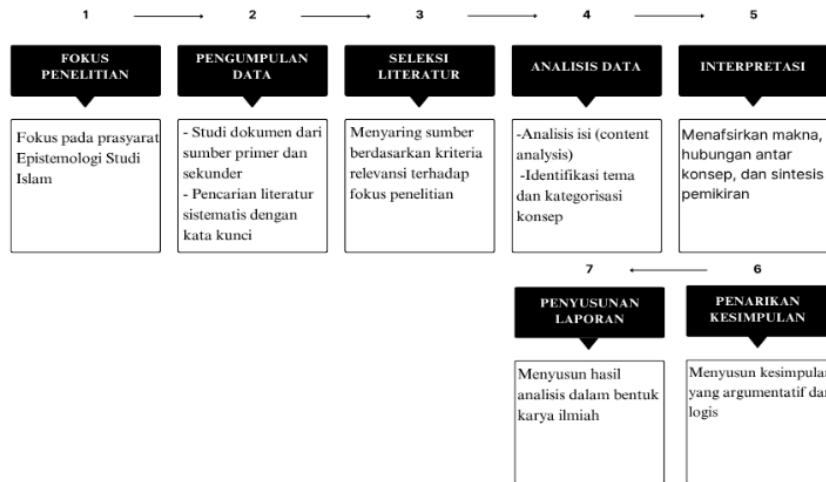 1
2
3
4
5
FOKUS
PENELITIAN
PENGUMPULAN
DATA
SELEKSI
LITERATUR
ANALISIS DATA
INTERPRETASI
Fokus pada prasyarat
Epistemologi Studi
Islam
- Studi dokumen dari
sumber primer dan
sekunder
- Pencarian literatur
sistematis dengan
kata kunci
Menyaring sumber
berdasarkan kriteria
relevansi terhadap
fokus penelitian
-Analisis isi (content
analysis)
-Identifikasi tema
dan kategorisasi
konsep
Menafsirkan makna,
hubungan antar
konsep, dan sintesis
pemikiran
7
6
PENYUSUNAN
LAPORAN
PENARIKAN
KESIMPULAN
Menyusun hasil
analisis dalam bentuk
karya ilmiah
Menyusun kesimpulan
yang argumentatif dan
logis